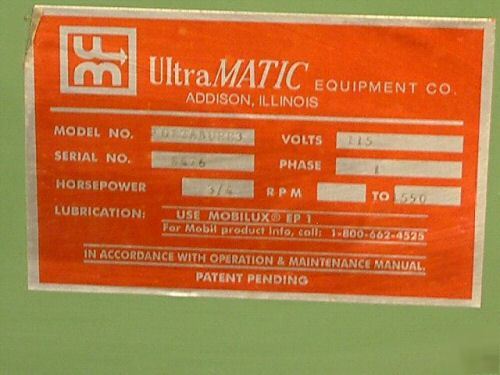 UltraMATIC EQUIPMENT CO.
ADDISON, ILLINOIS
MODEL NO. VOLTS 115
SERIAL NO. PHASE 1
HORSEPOWER 3/4 RPM TO 550
LUBRICATION: USE MOBILUX® EP 1
For Mobil product info, call: 1-800-662-4525
IN ACCORDANCE WITH OPERATION & MAINTENANCE MANUAL.
PATENT PENDING